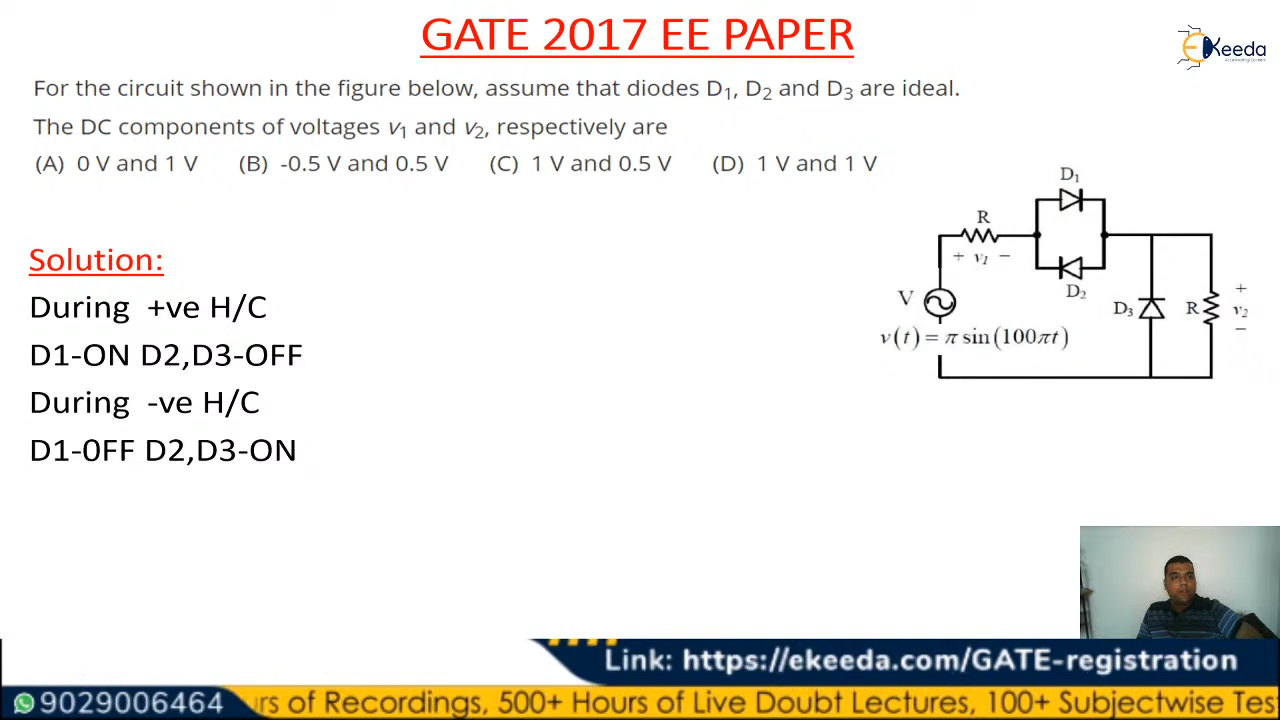 GATE 2017 EE PAPER
Ekeeda
For the circuit shown in the figure below, assume that diodes D1, D2 and D3 are ideal.
The DC components of voltages v1 and v2, respectively are
(A) 0 V and 1 V (B) -0.5 V and 0.5 V (C) 1 V and 0.5 V (D) 1 V and 1 V
D1
R
+ v1 −
D2
V
D3
R
+
v2
−
v(t) = π sin(100πt)
Solution:
During +ve H/C
D1-ON D2,D3-OFF
During -ve H/C
D1-0FF D2,D3-ON
Link: https://ekeeda.com/GATE-registration
9029006464
urs of Recordings, 500+ Hours of Live Doubt Lectures, 100+ Subjectwise Tes